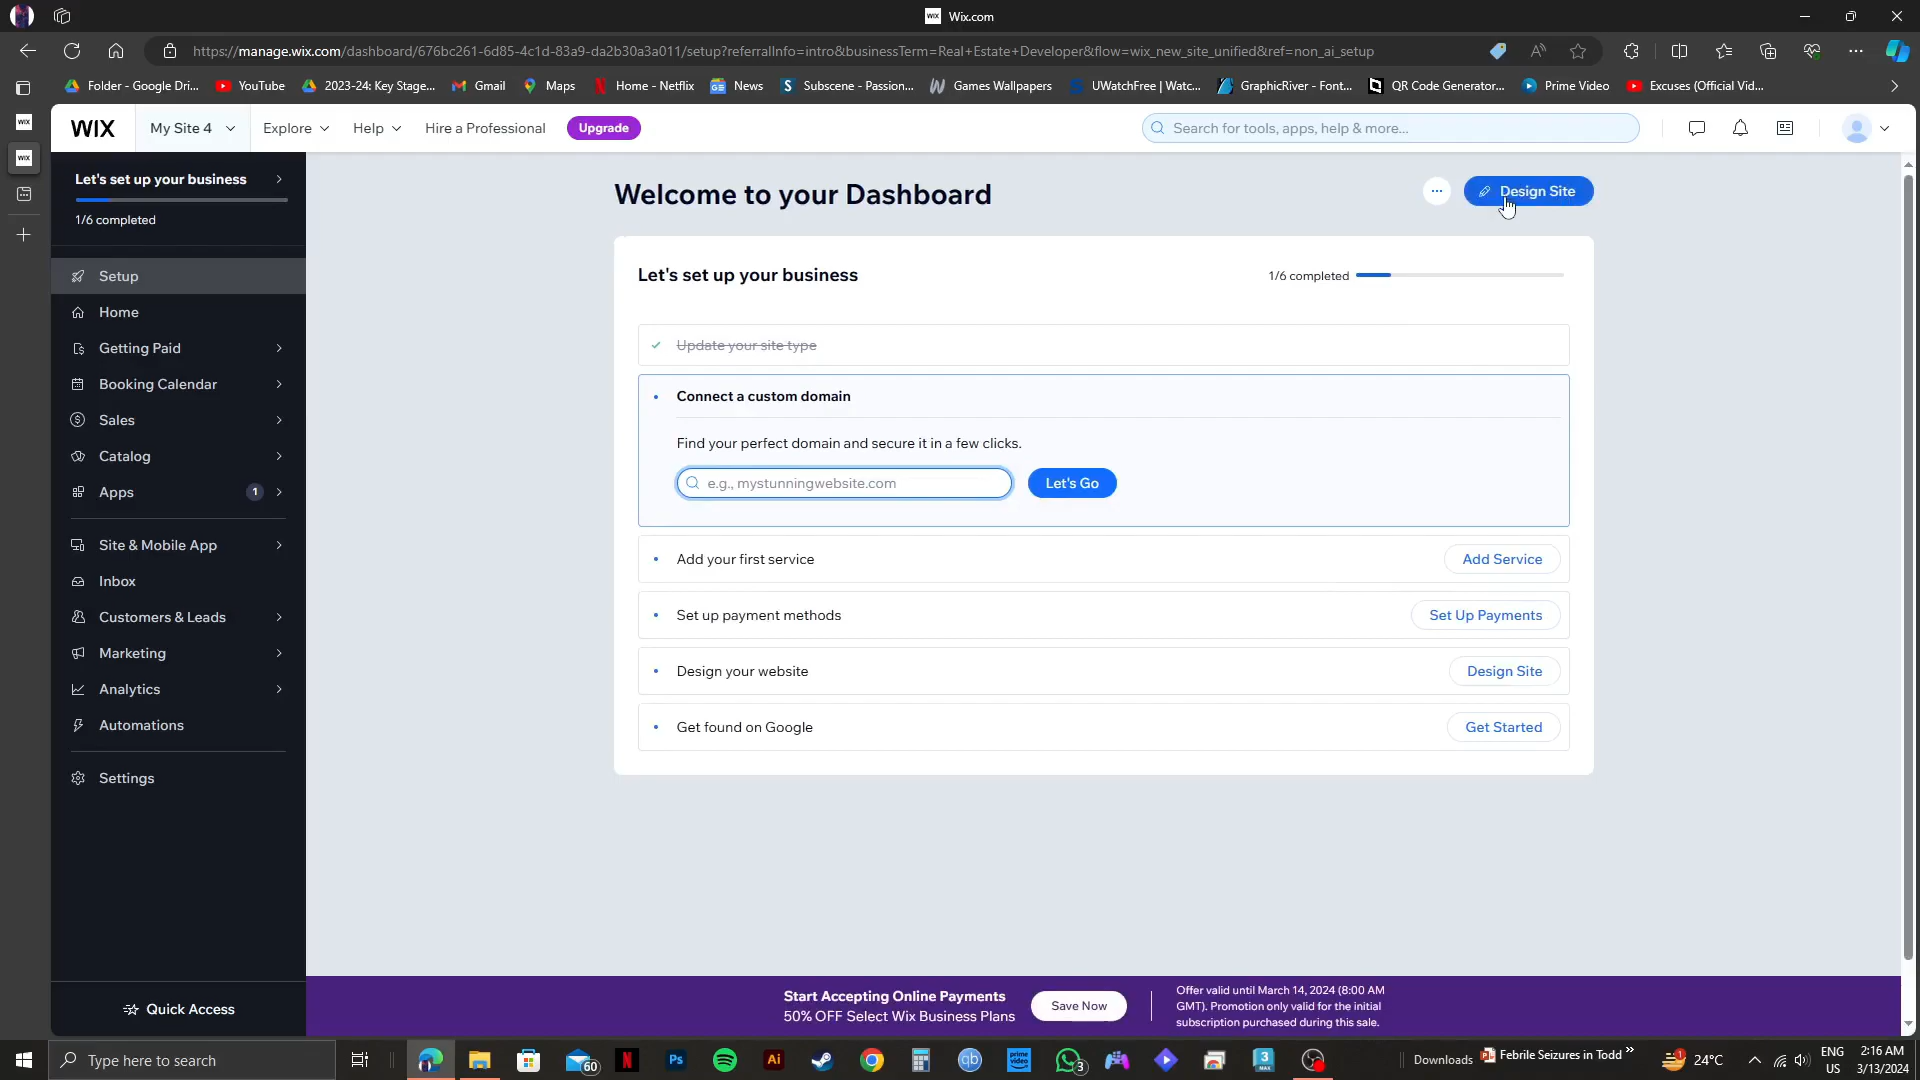 Wix.com
https://manage.wix.com/dashboard/676bc261-6d85-4c1d-83a9-da2b30a3a011/setup?referralInfo=intro&businessTerm=Real+Estate+Developer&flow=wix_new_site_unified&ref=non_ai_setup
Folder - Google Dri...
YouTube
2023-24: Key Stage...
Gmail
Maps
Home - Netflix
News
Subscene - Passion...
Games Wallpapers
UWatchFree | Watc...
GraphicRiver - Font...
QR Code Generator...
Prime Video
Excuses (Official Vid...
WIX
My Site 4
Explore
Help
Hire a Professional
Upgrade
Search for tools, apps, help & more...
Let's set up your business
1/6 completed
Setup
Home
Getting Paid
Booking Calendar
Sales
Catalog
Apps
1
Site & Mobile App
Inbox
Customers & Leads
Marketing
Analytics
Automations
Settings
Quick Access
Welcome to your Dashboard
Design Site
Let's set up your business
1/6 completed
Update your site type
Connect a custom domain
Find your perfect domain and secure it in a few clicks.
e.g., mystunningwebsite.com
Let's Go
Add your first service
Add Service
Set up payment methods
Set Up Payments
Design your website
Design Site
Get found on Google
Get Started
Start Accepting Online Payments
50% OFF Select Wix Business Plans
Save Now
Offer valid until March 14, 2024 (8:00 AM
GMT). Promotion only valid for the initial
subscription purchased during this sale.
Type here to search
60
N
Ps
Ai
qb
prime video
3
3
MAX
Downloads
Febrile Seizures in Todd
1
24°C
ENG
US
2:16 AM
3/13/2024